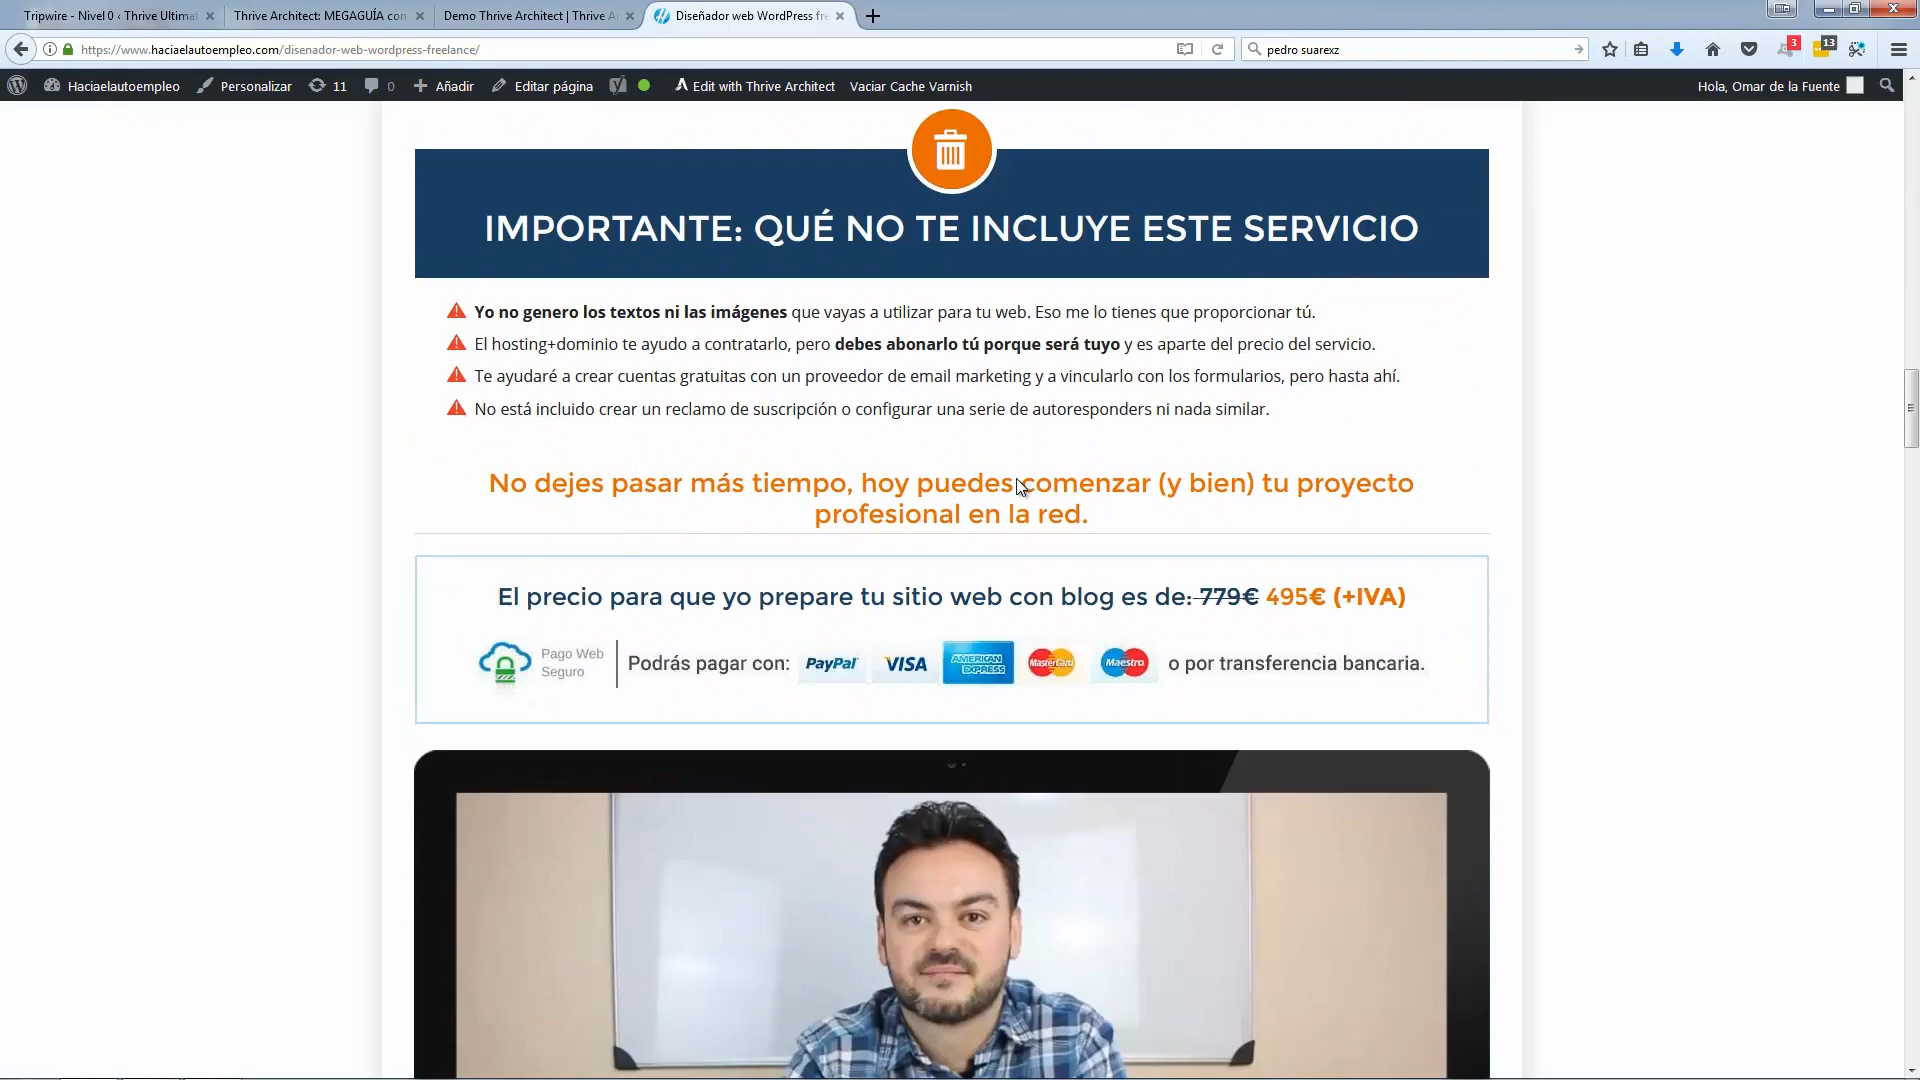 Tripwire - Nivel 0 ‹ Thrive Ultimat
Thrive Architect: MEGAGUÍA con
Demo Thrive Architect | Thrive A
Diseñador web WordPress fre
https://www.haciaelautoempleo.com/disenador-web-wordpress-freelance/
pedro suarexz
3
13
Haciaelautoempleo
Personalizar
11
0
Añadir
Editar página
Edit with Thrive Architect
Vaciar Cache Varnish
Hola, Omar de la Fuente
IMPORTANTE: QUÉ NO TE INCLUYE ESTE SERVICIO
Yo no genero los textos ni las imágenes que vayas a utilizar para tu web. Eso me lo tienes que proporcionar tú.
El hosting+dominio te ayudo a contratarlo, pero debes abonarlo tú porque será tuyo y es aparte del precio del servicio.
Te ayudaré a crear cuentas gratuitas con un proveedor de email marketing y a vincularlo con los formularios, pero hasta ahí.
No está incluido crear un reclamo de suscripción o configurar una serie de autoresponders ni nada similar.
No dejes pasar más tiempo, hoy puedes comenzar (y bien) tu proyecto
profesional en la red.
El precio para que yo prepare tu sitio web con blog es de: 779€ 495€ (+IVA)
Pago Web
Seguro
Podrás pagar con:
PayPal
VISA
AMERICAN
EXPRESS
MasterCard
Maestro
o por transferencia bancaria.